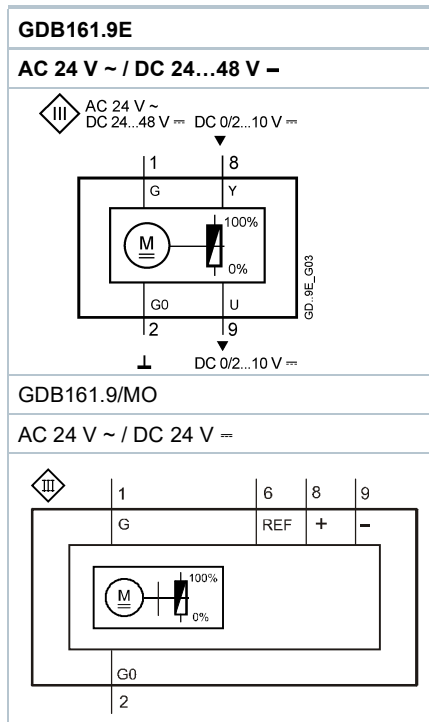 GDB161.9E
AC 24 V ~ / DC 24…48 V ⎓
III AC 24 V ~
DC 24...48 V ⎓ DC 0/2...10 V ⎓
1 8
G Y
100%
M
0%
G0 U
2 9
DC 0/2...10 V ⎓
GD..9E_G03
GDB161.9/MO
AC 24 V ~ / DC 24 V ⎓
III
1 6 8 9
G REF + -
100%
M
0%
G0
2